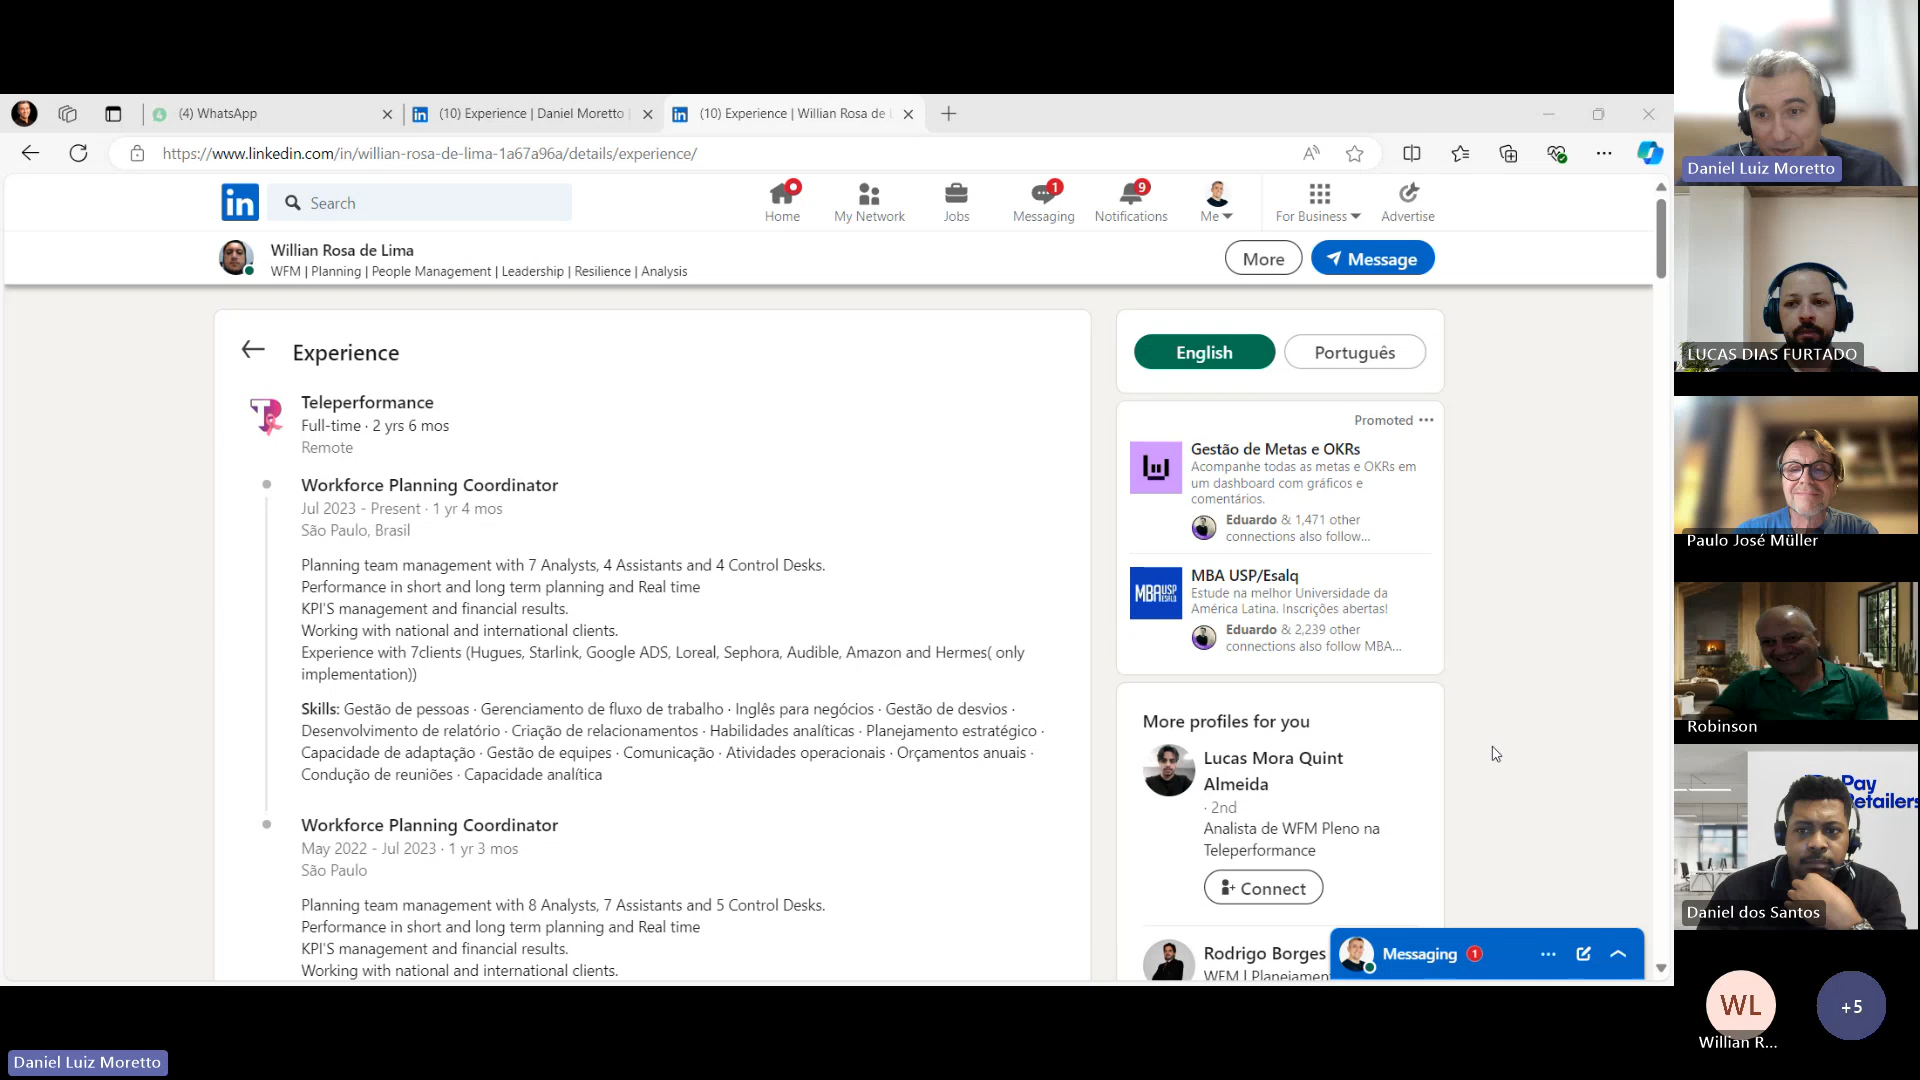 (4) WhatsApp
(10) Experience | Daniel Moretto
(10) Experience | Willian Rosa de
https://www.linkedin.com/in/willian-rosa-de-lima-1a67a96a/details/experience/
in
Search
Home
My Network
Jobs
1
Messaging
9
Notifications
Me
For Business
Advertise
Willian Rosa de Lima
WFM | Planning | People Management | Leadership | Resilience | Analysis
More
Message
Experience
Teleperformance
Full-time · 2 yrs 6 mos
Remote
Workforce Planning Coordinator
Jul 2023 - Present · 1 yr 4 mos
São Paulo, Brasil
Planning team management with 7 Analysts, 4 Assistants and 4 Control Desks.
Performance in short and long term planning and Real time
KPI'S management and financial results.
Working with national and international clients.
Experience with 7clients (Hugues, Starlink, Google ADS, Loreal, Sephora, Audible, Amazon and Hermes( only
implementation))
Skills: Gestão de pessoas · Gerenciamento de fluxo de trabalho · Inglês para negócios · Gestão de desvios ·
Desenvolvimento de relatório · Criação de relacionamentos · Habilidades analíticas · Planejamento estratégico ·
Capacidade de adaptação · Gestão de equipes · Comunicação · Atividades operacionais · Orçamentos anuais ·
Condução de reuniões · Capacidade analítica
Workforce Planning Coordinator
May 2022 - Jul 2023 · 1 yr 3 mos
São Paulo
Planning team management with 8 Analysts, 7 Assistants and 5 Control Desks.
Performance in short and long term planning and Real time
KPI'S management and financial results.
Working with national and international clients.
English
Português
Promoted ···
Gestão de Metas e OKRs
Acompanhe todas as metas e OKRs em
um dashboard com gráficos e
comentários.
Eduardo & 1,471 other
connections also follow...
MBAUSP
ESALQ
MBA USP/Esalq
Estude na melhor Universidade da
América Latina. Inscrições abertas!
Eduardo & 2,239 other
connections also follow MBA...
More profiles for you
Lucas Mora Quint
Almeida
· 2nd
Analista de WFM Pleno na
Teleperformance
Connect
Rodrigo Borges
WFM | Planejamen
Messaging 1
Daniel Luiz Moretto
LUCAS DIAS FURTADO
Paulo José Müller
Robinson
Pay
Retailers
Daniel dos Santos
WL
Willian R...
+5
Daniel Luiz Moretto